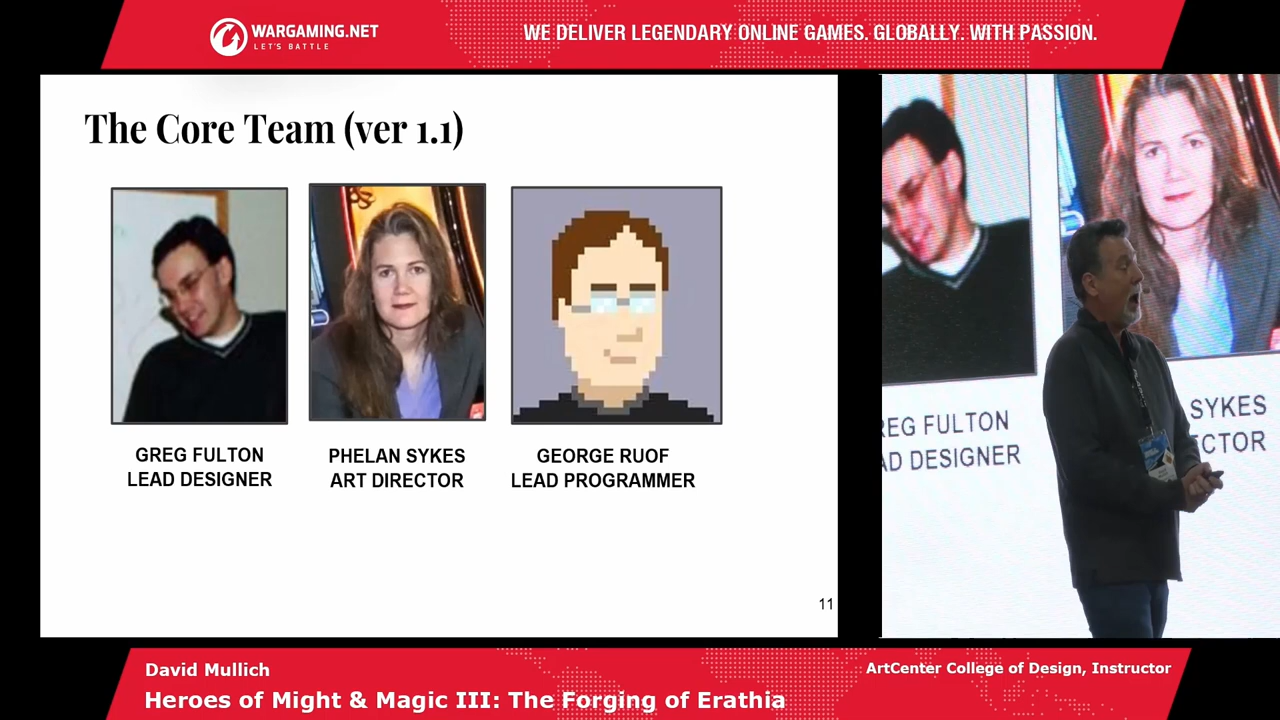 WARGAMING.NET
LET'S BATTLE
WE DELIVER LEGENDARY ONLINE GAMES. GLOBALLY. WITH PASSION.
The Core Team (ver 1.1)
GREG FULTON
LEAD DESIGNER
PHELAN SYKES
ART DIRECTOR
GEORGE RUOF
LEAD PROGRAMMER
11
REG FULTON
AD DESIGNER
SYKES
ECTOR
David Mullich
ArtCenter College of Design, Instructor
Heroes of Might & Magic III: The Forging of Erathia